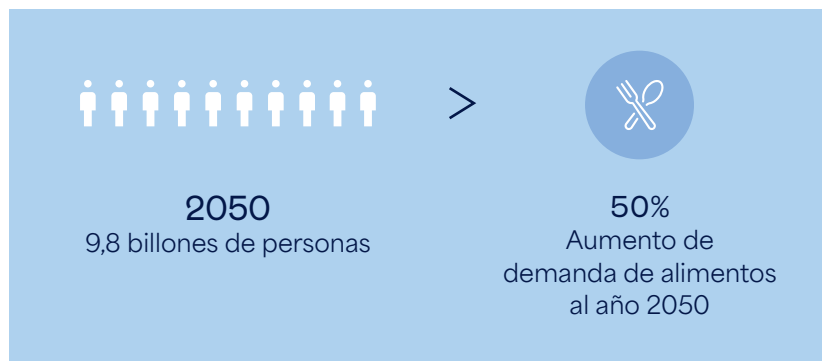 >
2050
9,8 billones de personas
50%
Aumento de
demanda de alimentos
al año 2050